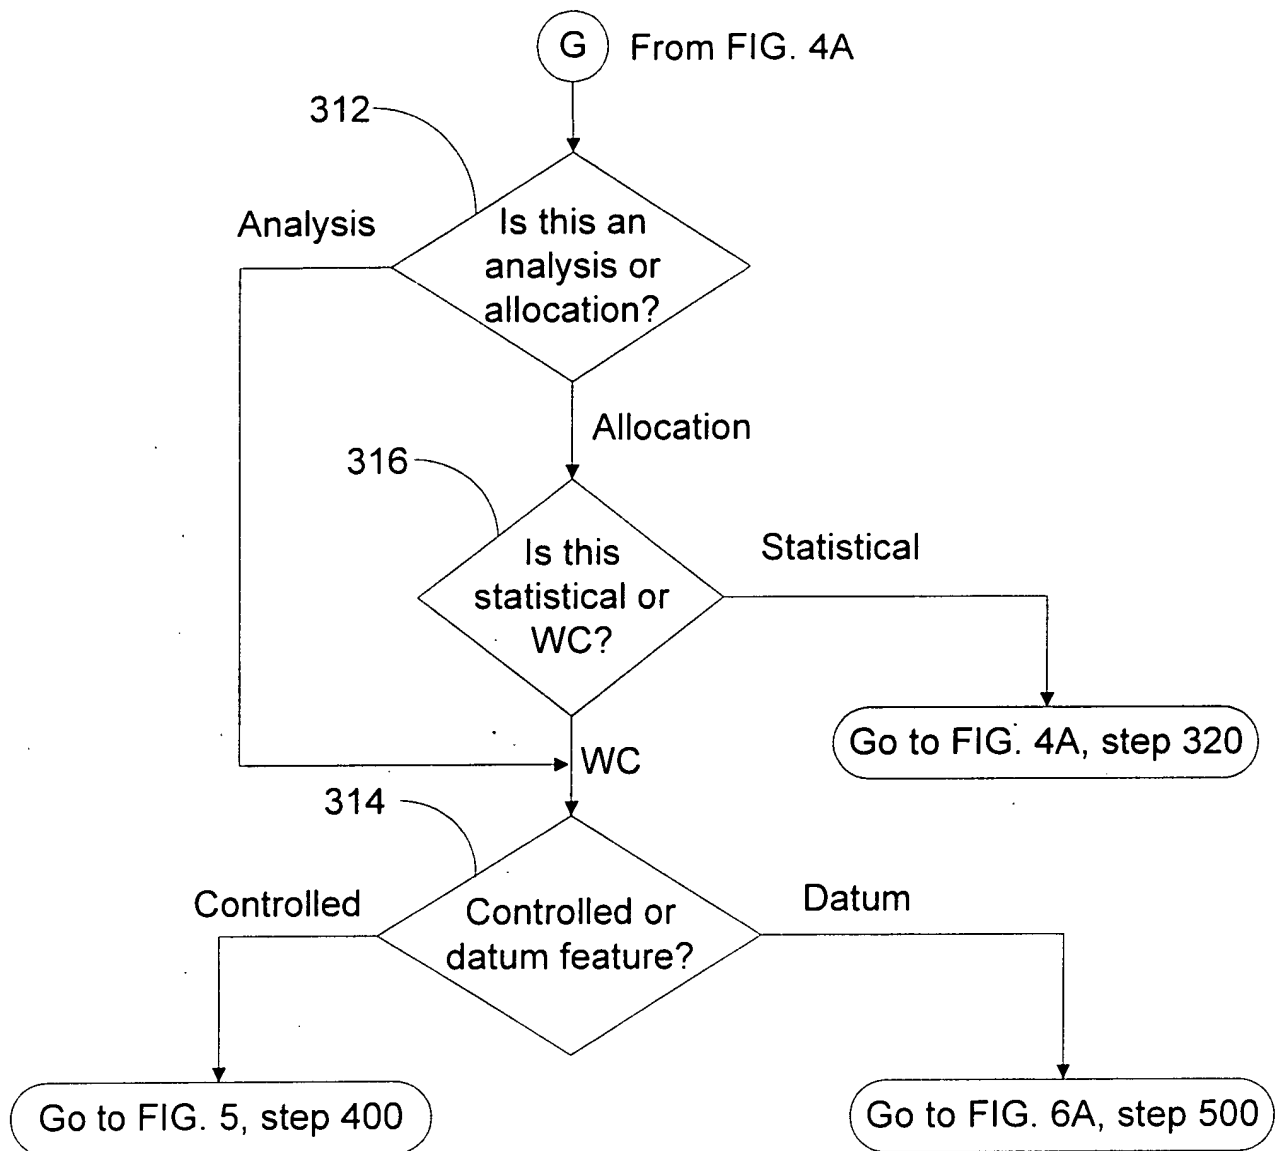 G From FIG. 4A
312
Analysis
Is this an
analysis or
allocation?
Allocation
316
Is this
statistical or
WC?
Statistical
Go to FIG. 4A, step 320
WC
314
Controlled
Controlled or
datum feature?
Datum
Go to FIG. 5, step 400
Go to FIG. 6A, step 500